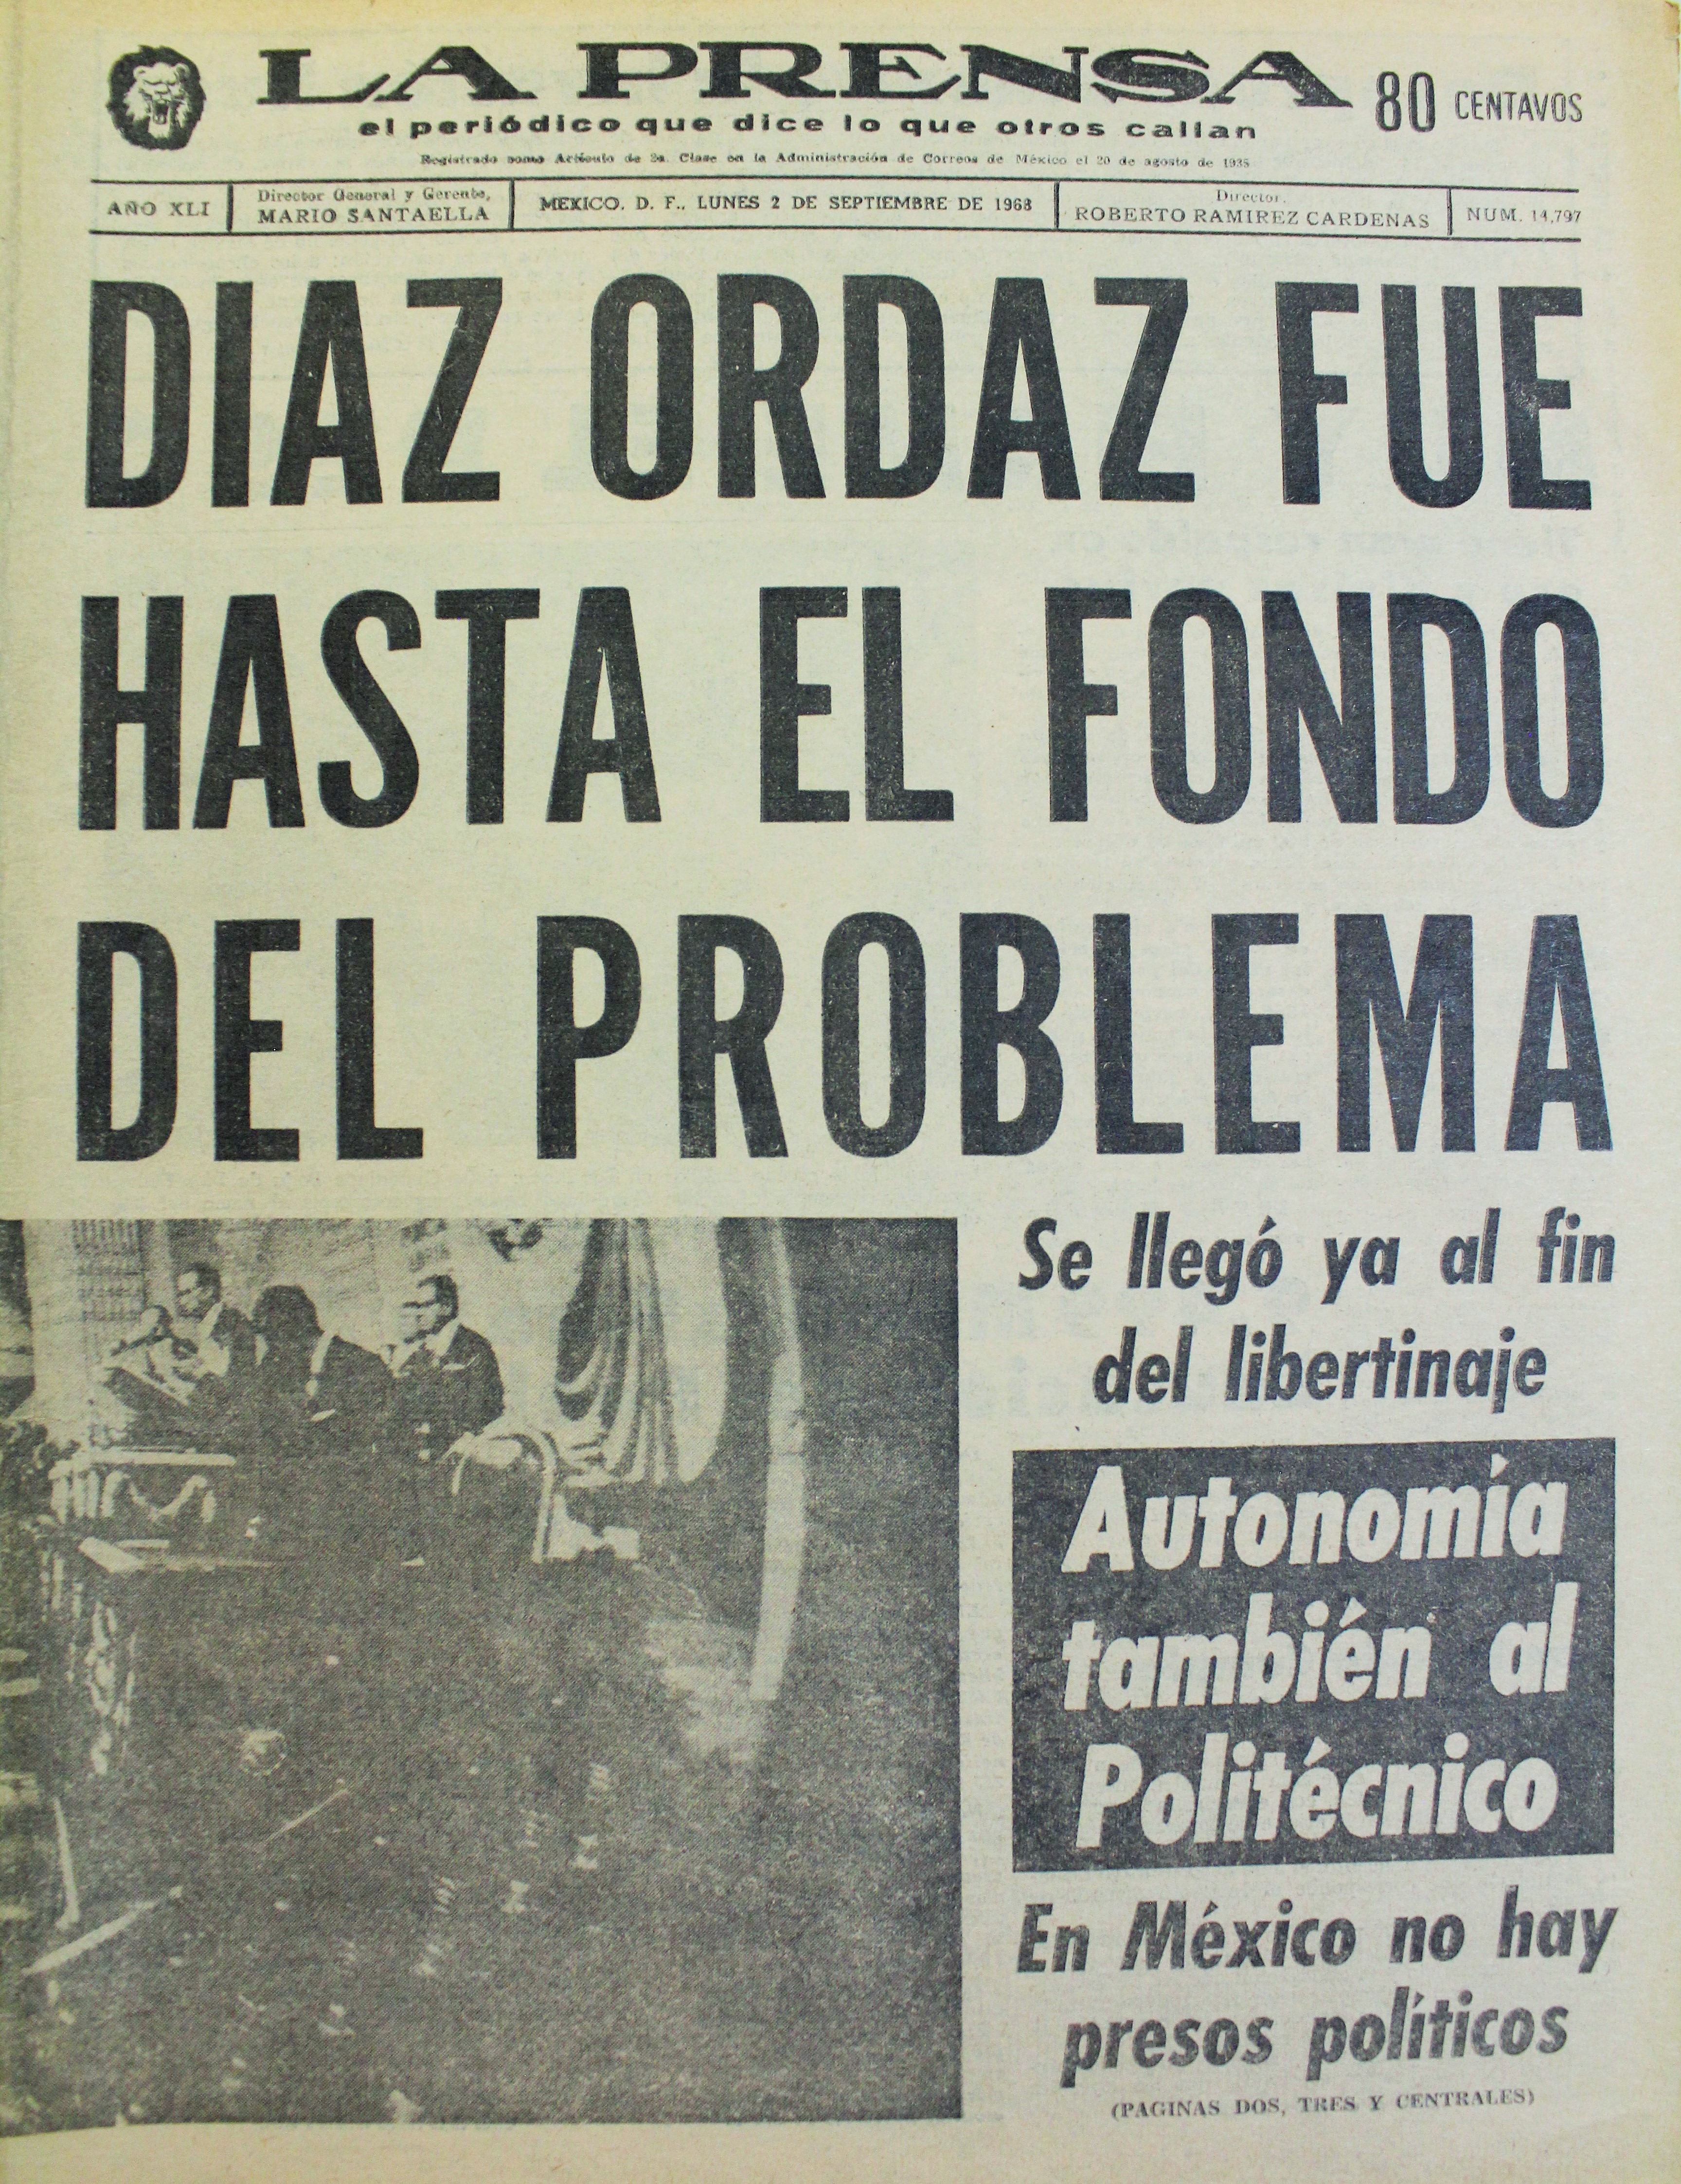 LA PRENSA
80 CENTAVOS
el periódico que dice lo que otros callan
Registrado como Artículo de 2a. Clase en la Administración de Correos de México el 20 de agosto de 1935
AÑO XLI
Director General y Gerente,
MARIO SANTAELLA
MEXICO, D. F., LUNES 2 DE SEPTIEMBRE DE 1968
Director,
ROBERTO RAMIREZ CARDENAS
NUM. 14,797
DIAZ ORDAZ FUE
HASTA EL FONDO
DEL PROBLEMA
Se llegó ya al fin
del libertinaje
Autonomía
también al
Politécnico
En México no hay
presos políticos
(PAGINAS DOS, TRES Y CENTRALES)